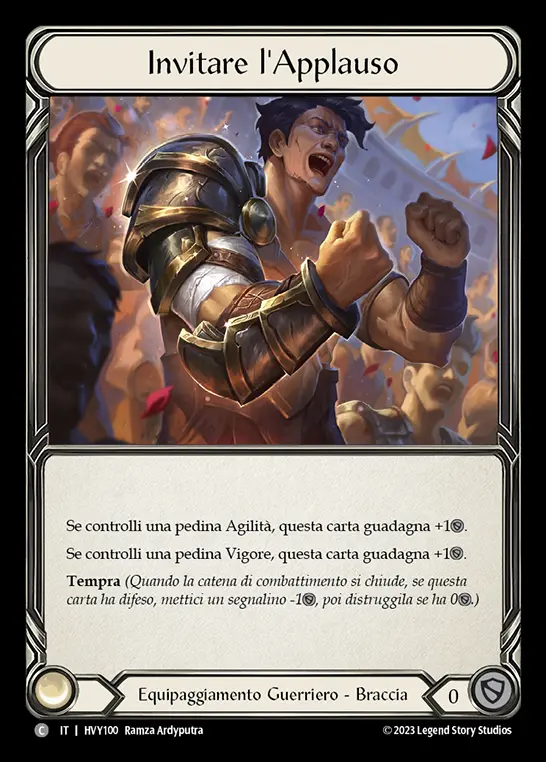 Invitare l'Applauso
Se controlli una pedina Agilità, questa carta guadagna +1.
Se controlli una pedina Vigore, questa carta guadagna +1.
Tempra (Quando la catena di combattimento si chiude, se questa
carta ha difeso, mettici un segnalino -1, poi distruggila se ha 0.)
Equipaggiamento Guerriero - Braccia
0
C IT | HVY100 Ramza Ardyputra
© 2023 Legend Story Studios